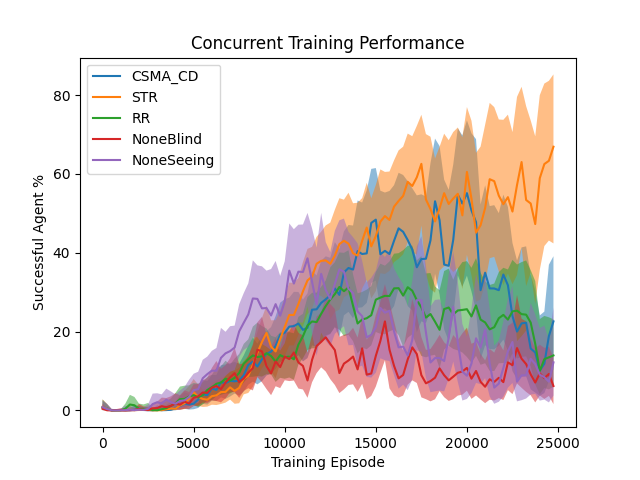 Concurrent Training Performance
CSMA_CD
STR
RR
NoneBlind
NoneSeeing
Successful Agent %
80
60
40
20
0
0 5000 10000 15000 20000 25000
Training Episode